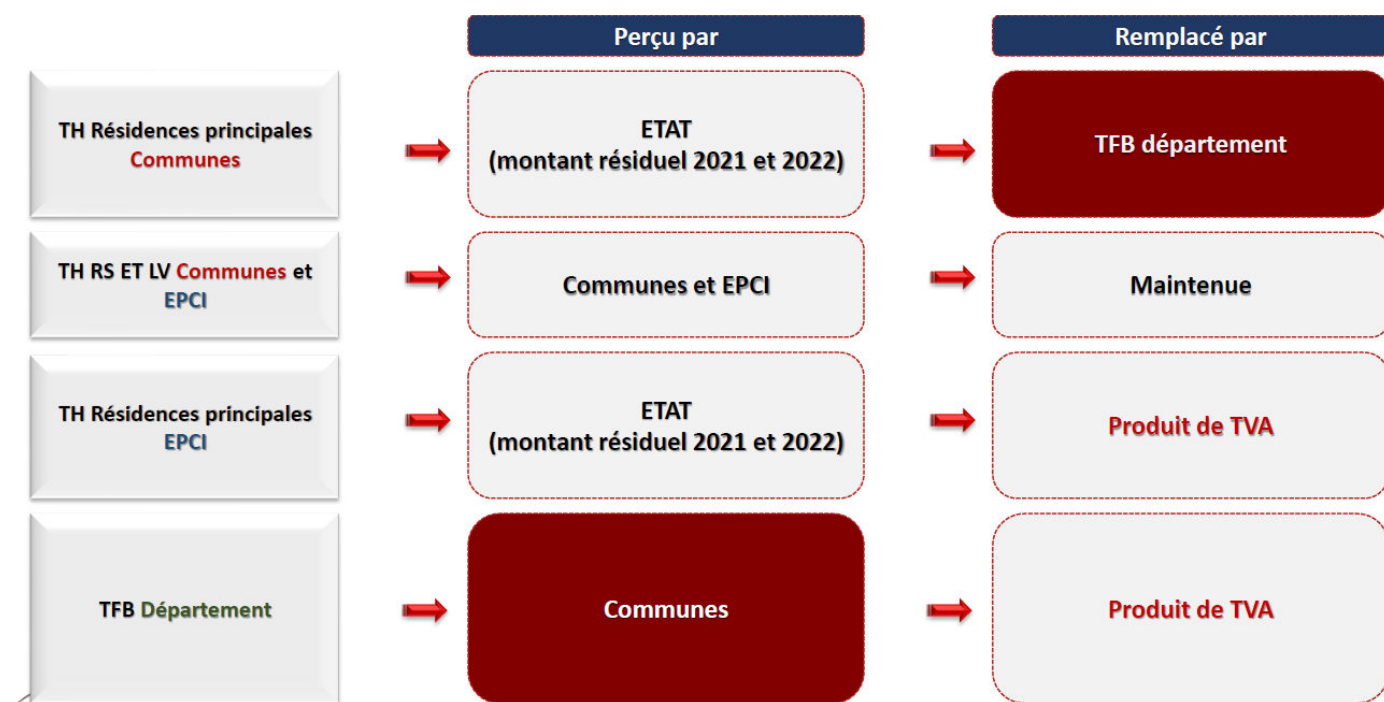 Perçu par
Remplacé par
TH Résidences principales
Communes
ETAT
(montant résiduel 2021 et 2022)
TFB département
TH RS ET LV Communes et
EPCI
Communes et EPCI
Maintenue
TH Résidences principales
EPCI
ETAT
(montant résiduel 2021 et 2022)
Produit de TVA
TFB Département
Communes
Produit de TVA